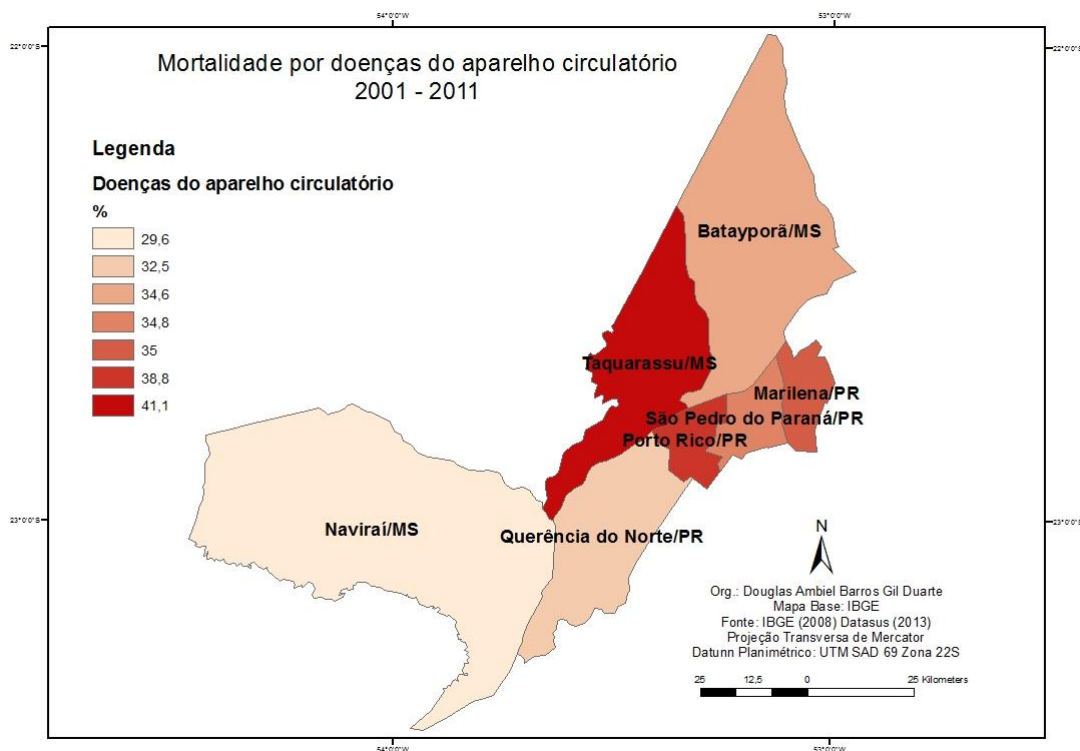 54°0'0"W
53°0'0"W
22°0'0"S
22°0'0"S
Mortalidade por doenças do aparelho circulatório
2001 - 2011
Legenda
Doenças do aparelho circulatório
%
29,6
32,5
34,6
34,8
35
38,8
41,1
Batayporã/MS
Taquarassu/MS
Marilena/PR
São Pedro do Paraná/PR
Porto Rico/PR
Naviraí/MS
Querência do Norte/PR
23°0'0"S
23°0'0"S
N
Org.: Douglas Ambiel Barros Gil Duarte
Mapa Base: IBGE
Fonte: IBGE (2008) Datasus (2013)
Projeção Transversa de Mercator
Datunn Planimétrico: UTM SAD 69 Zona 22S
25 12,5 0 25 Kilometers
54°0'0"W
53°0'0"W